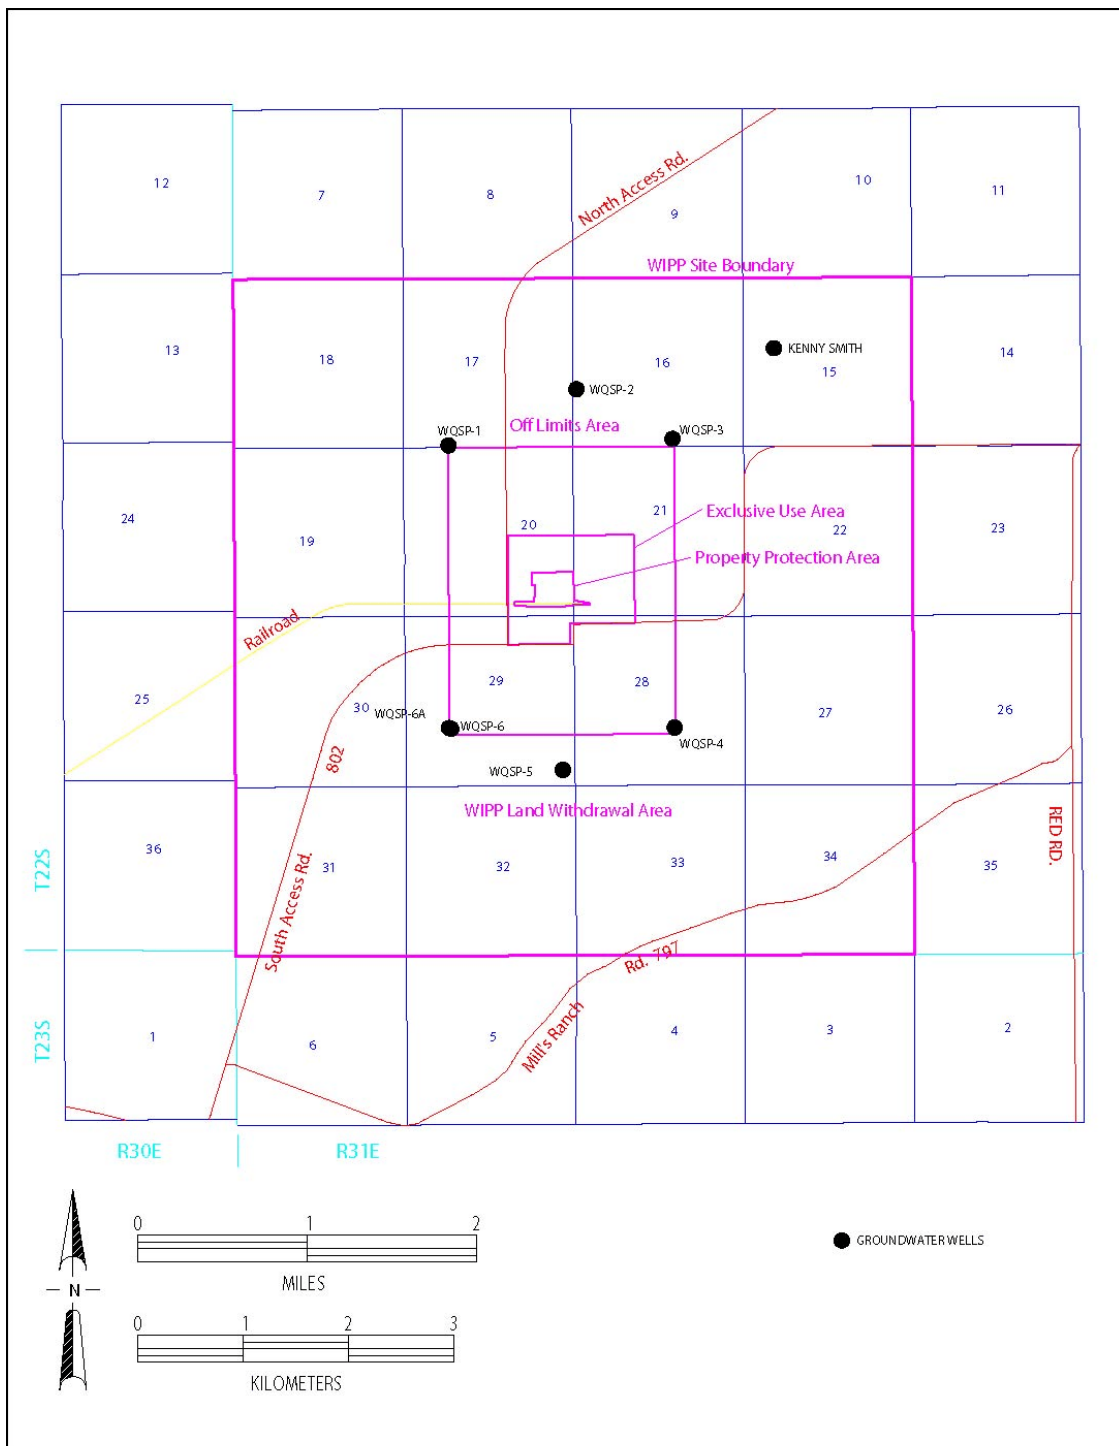 12
7
8
North Access Rd.
9
10
11
WIPP Site Boundary
13
18
17
16
KENNY SMITH
15
14
WQSP-2
WQSP-1
Off Limits Area
WQSP-3
24
19
20
21
Exclusive Use Area
22
23
Property Protection Area
Railroad
25
30
29
28
27
26
WQSP-6A
WQSP-6
WQSP-4
802
WQSP-5
WIPP Land Withdrawal Area
RED RD.
T22S
36
31
32
33
34
35
South Access Rd.
Rd. 797
T23S
1
6
5
Mill's Ranch
4
3
2
R30E
R31E
0 1 2
MILES
N
0 1 2 3
KILOMETERS
GROUNDWATER WELLS